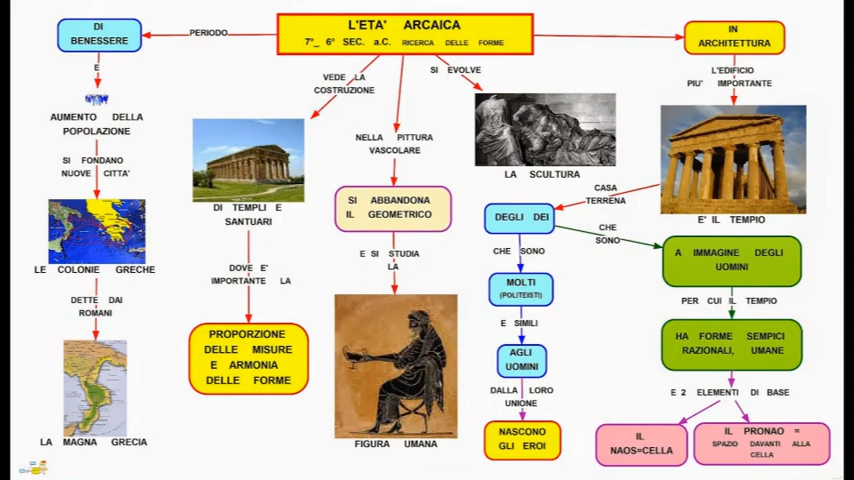 L'ETA' ARCAICA
7°_ 6° SEC. a.C. RICERCA DELLE FORME
PERIODO
DI
BENESSERE
E
AUMENTO DELLA
POPOLAZIONE
SI FONDANO
NUOVE CITTA'
LE COLONIE GRECHE
DETTE DAI
ROMANI
LA MAGNA GRECIA
VEDE LA
COSTRUZIONE
DI TEMPLI E
SANTUARI
DOVE E'
IMPORTANTE LA
PROPORZIONE
DELLE MISURE
E ARMONIA
DELLE FORME
NELLA PITTURA
VASCOLARE
SI ABBANDONA
IL GEOMETRICO
E SI STUDIA
LA
FIGURA UMANA
SI EVOLVE
LA SCULTURA
IN
ARCHITETTURA
L'EDIFICIO
PIU' IMPORTANTE
E' IL TEMPIO
CASA
TERRENA
DEGLI DEI
CHE SONO
MOLTI
(POLITEISTI)
E SIMILI
AGLI
UOMINI
DALLA LORO
UNIONE
NASCONO
GLI EROI
CHE
SONO
A IMMAGINE DEGLI
UOMINI
PER CUI IL TEMPIO
HA FORME SEMPICI
RAZIONALI, UMANE
E 2 ELEMENTI DI BASE
IL
NAOS=CELLA
IL PRONAO =
SPAZIO DAVANTI ALLA
CELLA